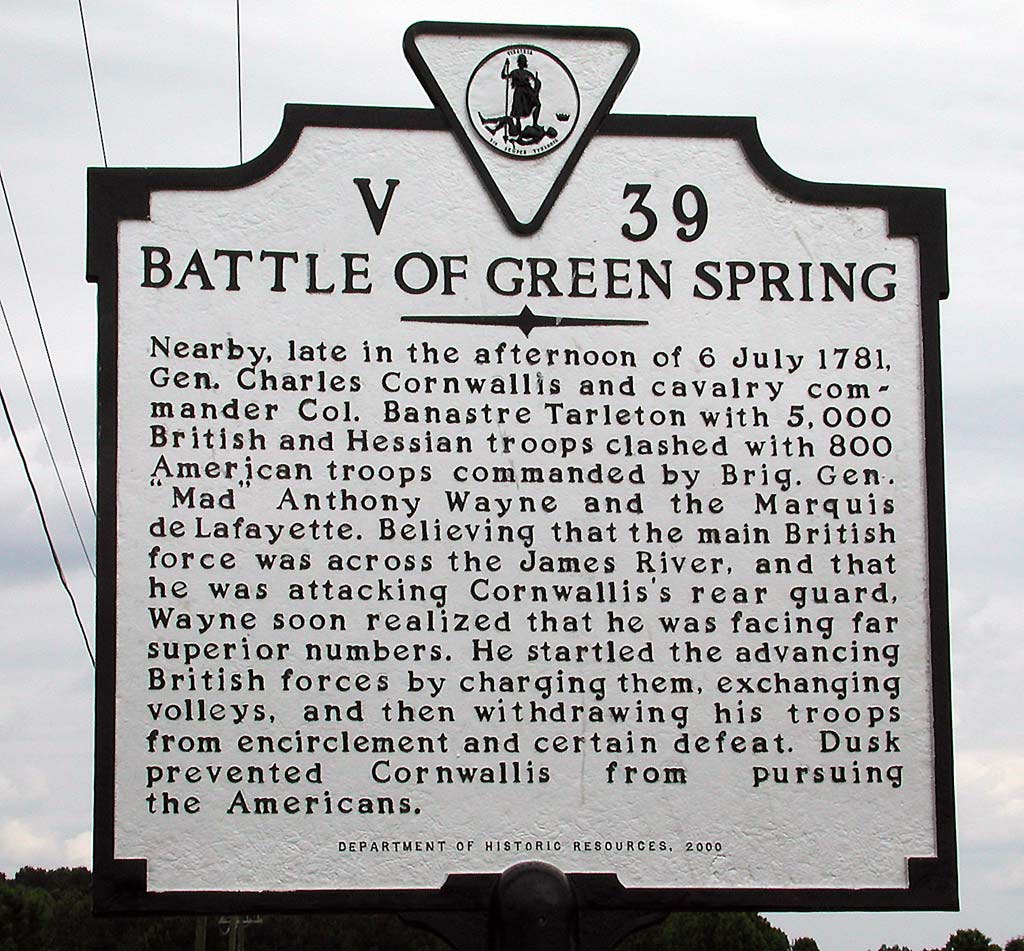 VIRGINIA
SIC SEMPER TYRANNIS
V 39
BATTLE OF GREEN SPRING
Nearby, late in the afternoon of 6 July 1781,
Gen. Charles Cornwallis and cavalry com-
mander Col. Banastre Tarleton with 5,000
British and Hessian troops clashed with 800
American troops commanded by Brig. Gen.
"Mad" Anthony Wayne and the Marquis
de Lafayette. Believing that the main British
force was across the James River, and that
he was attacking Cornwallis's rear guard,
Wayne soon realized that he was facing far
superior numbers. He startled the advancing
British forces by charging them, exchanging
volleys, and then withdrawing his troops
from encirclement and certain defeat. Dusk
prevented Cornwallis from pursuing
the Americans.
DEPARTMENT OF HISTORIC RESOURCES, 2000